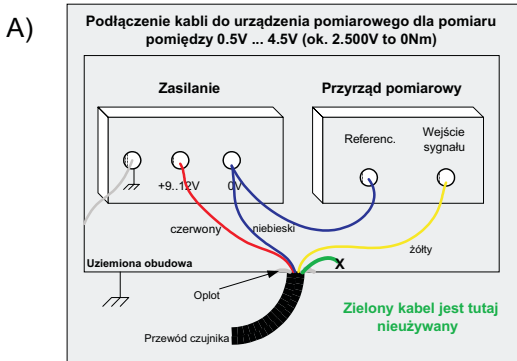 A)
Podłączenie kabli do urządzenia pomiarowego dla pomiaru
pomiędzy 0.5V ... 4.5V (ok. 2.500V to 0Nm)
Zasilanie
Przyrząd pomiarowy
Referenc.
Wejście
sygnału
+9..12V
0V
czerwony
niebieski
żółty
Uziemiona obudowa
X
Oplot
Zielony kabel jest tutaj
nieużywany
Przewód czujnika